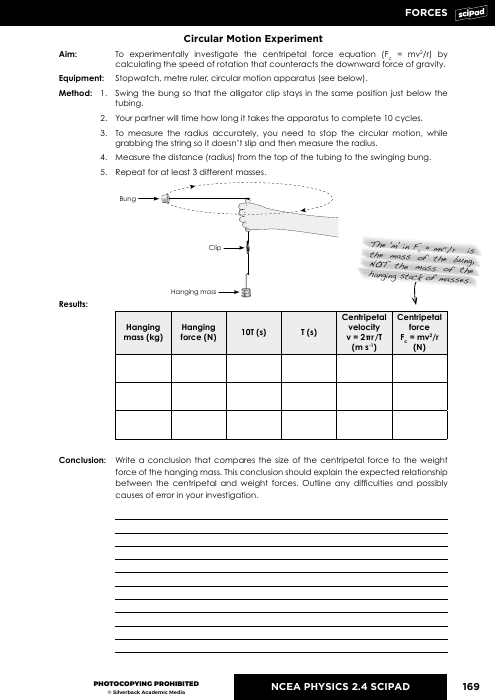 FORCES scipad
Circular Motion Experiment
Aim: To experimentally investigate the centripetal force equation (Fc = mv²/r) by
calculating the speed of rotation that counteracts the downward force of gravity.
Equipment: Stopwatch, metre ruler, circular motion apparatus (see below).
Method: 1. Swing the bung so that the alligator clip stays in the same position just below the
tubing.
2. Your partner will time how long it takes the apparatus to complete 10 cycles.
3. To measure the radius accurately, you need to stop the circular motion, while
grabbing the string so it doesn't slip and then measure the radius.
4. Measure the distance (radius) from the top of the tubing to the swinging bung.
5. Repeat for at least 3 different masses.
Bung
Clip
Hanging mass
The 'm' in Fc = mv²/r is
the mass of the bung,
NOT the mass of the
hanging stack of masses.
Results:
Hanging
mass (kg)
Hanging
force (N)
10T (s)
T (s)
Centripetal
velocity
v = 2πr/T
(m s⁻¹)
Centripetal
force
Fc = mv²/r
(N)
Conclusion: Write a conclusion that compares the size of the centripetal force to the weight
force of the hanging mass. This conclusion should explain the expected relationship
between the centripetal and weight forces. Outline any difficulties and possibly
causes of error in your investigation.
PHOTOCOPYING PROHIBITED
© Silverback Academic Media
NCEA PHYSICS 2.4 SCIPAD
169